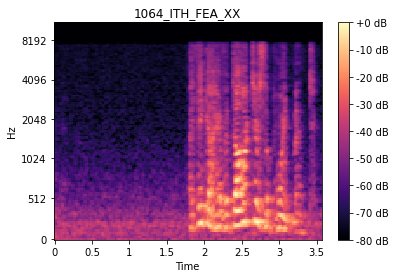 1064_ITH_FEA_XX
+0 dB
8192
-10 dB
4096
-20 dB
-30 dB
2048
-40 dB
Hz
1024
-50 dB
512
-60 dB
-70 dB
0
-80 dB
0 0.5 1 1.5 2 2.5 3 3.5
Time